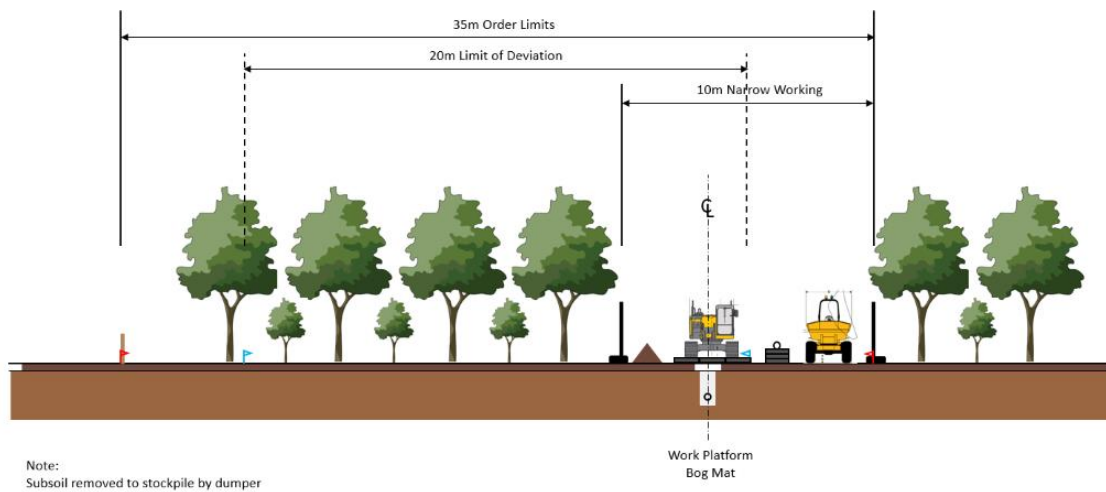 35m Order Limits
20m Limit of Deviation
10m Narrow Working
℄
Work Platform
Bog Mat
Note:
Subsoil removed to stockpile by dumper